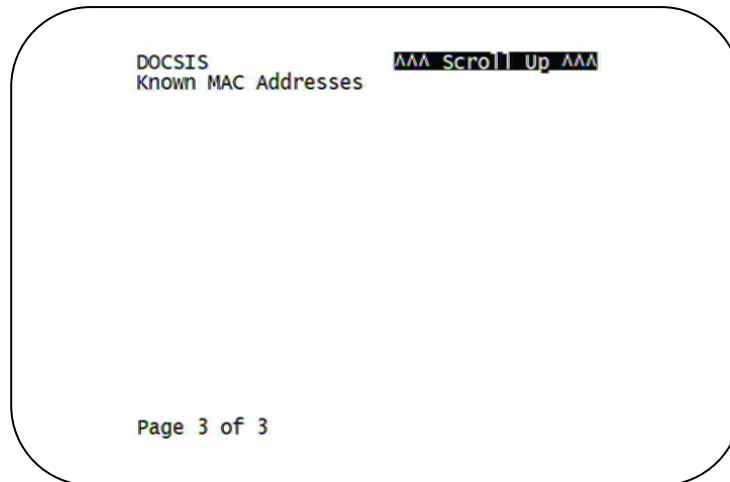 DOCSIS ^^^ Scroll Up ^^^
Known MAC Addresses
Page 3 of 3